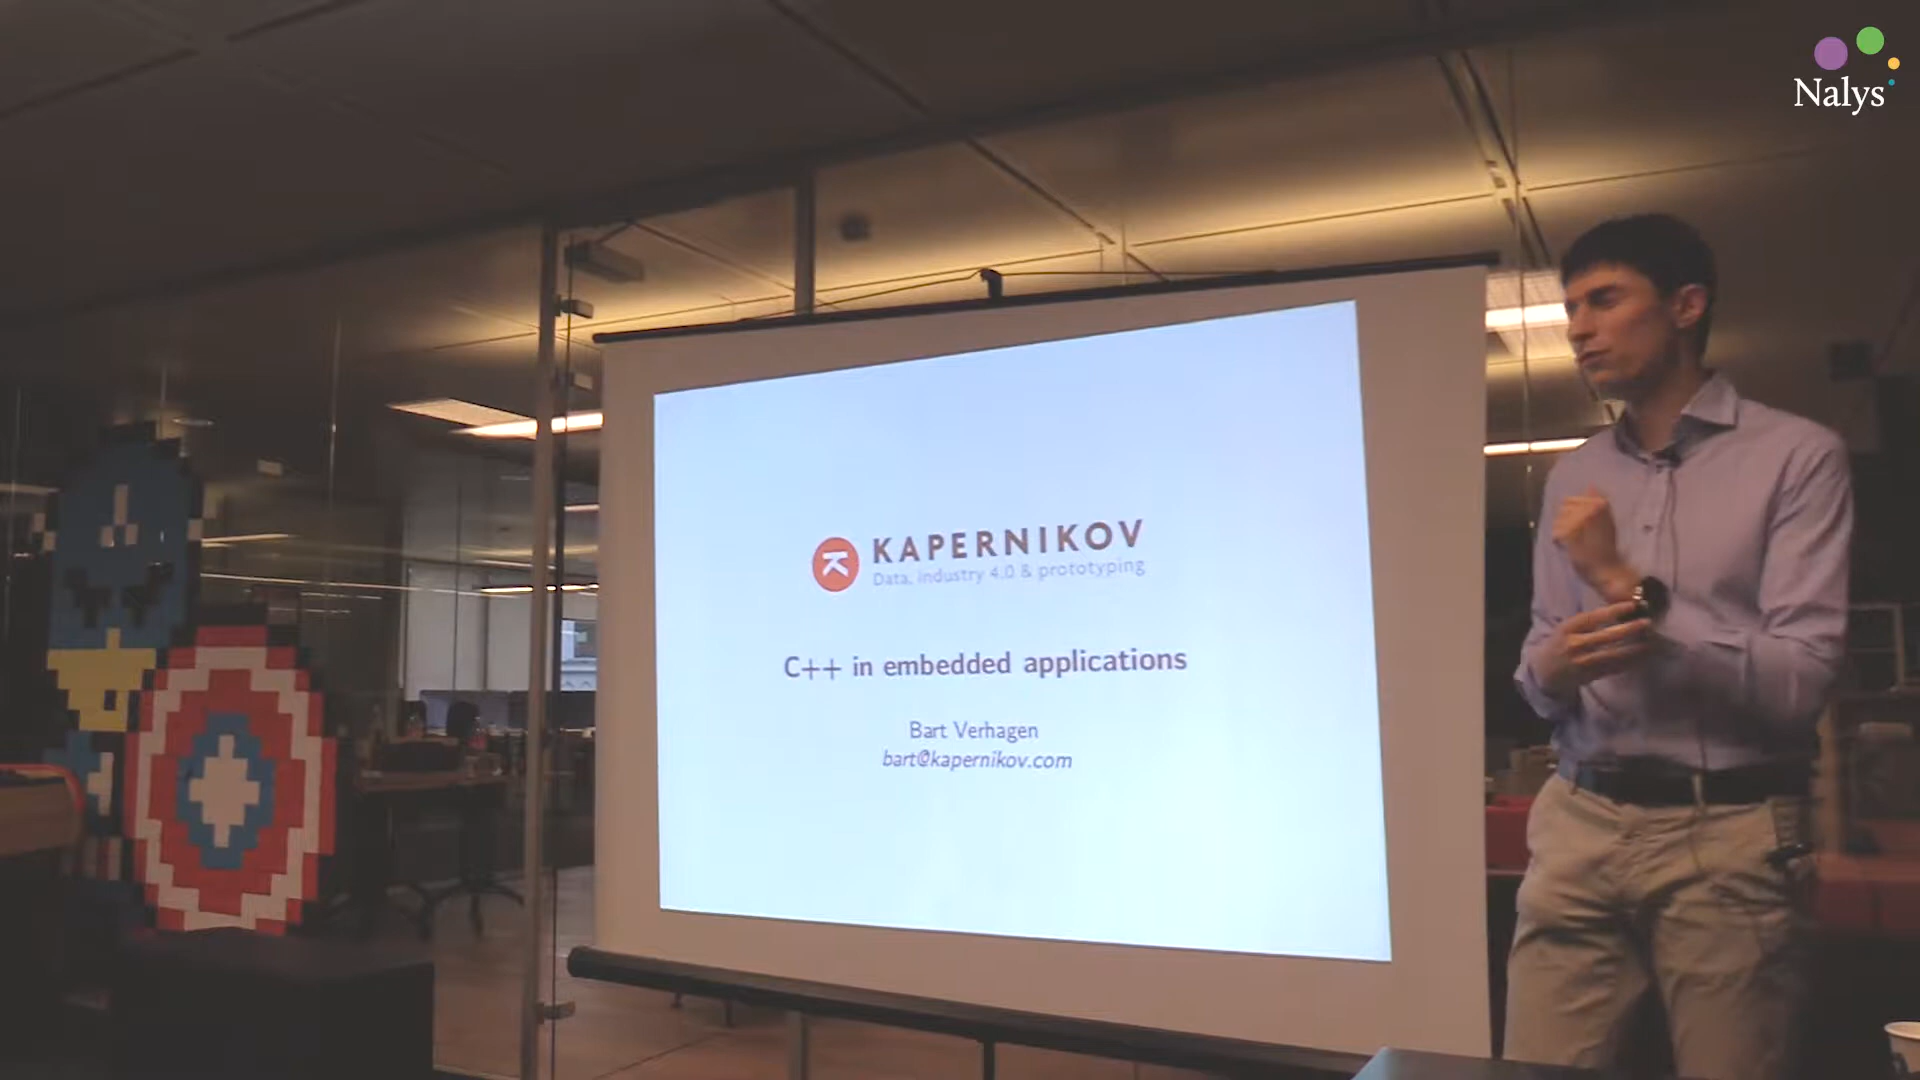 Nalys
KAPERNIKOV
Data, industry 4.0 & prototyping
C++ in embedded applications
Bart Verhagen
bart@kapernikov.com